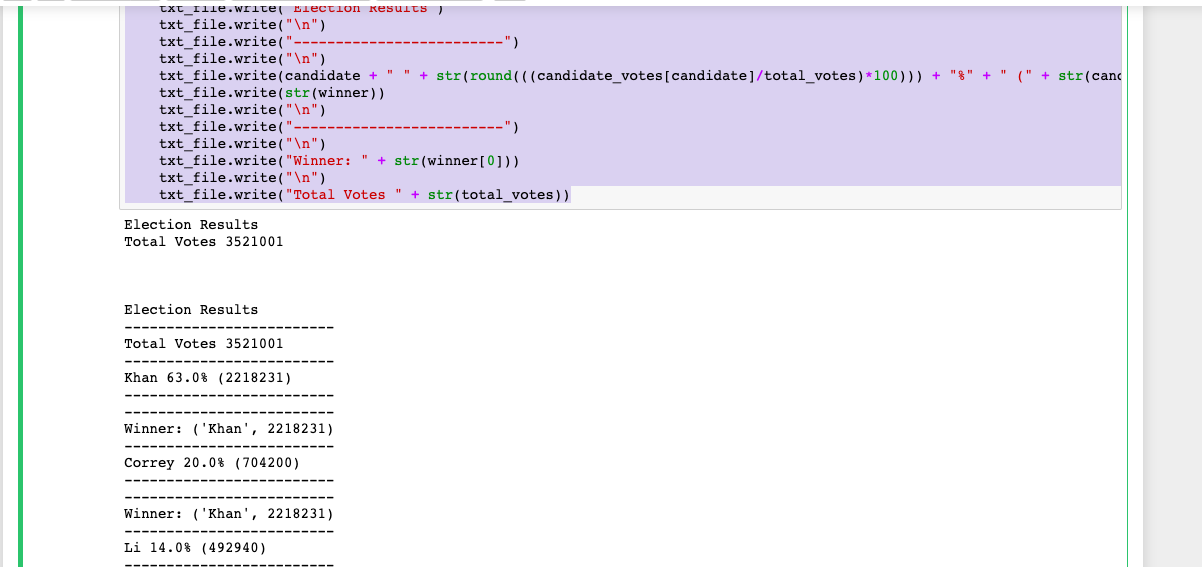 txt_file.write("Election Results")
txt_file.write("\n")
txt_file.write("-------------------------")
txt_file.write("\n")
txt_file.write(candidate + " " + str(round(((candidate_votes[candidate]/total_votes)*100))) + "%" + " (" + str(canc
txt_file.write(str(winner))
txt_file.write("\n")
txt_file.write("-------------------------")
txt_file.write("\n")
txt_file.write("Winner: " + str(winner[0]))
txt_file.write("\n")
txt_file.write("Total Votes " + str(total_votes))
Election Results
Total Votes 3521001
Election Results
-------------------------
Total Votes 3521001
-------------------------
Khan 63.0% (2218231)
-------------------------
-------------------------
Winner: ('Khan', 2218231)
-------------------------
Correy 20.0% (704200)
-------------------------
-------------------------
Winner: ('Khan', 2218231)
-------------------------
Li 14.0% (492940)
-------------------------